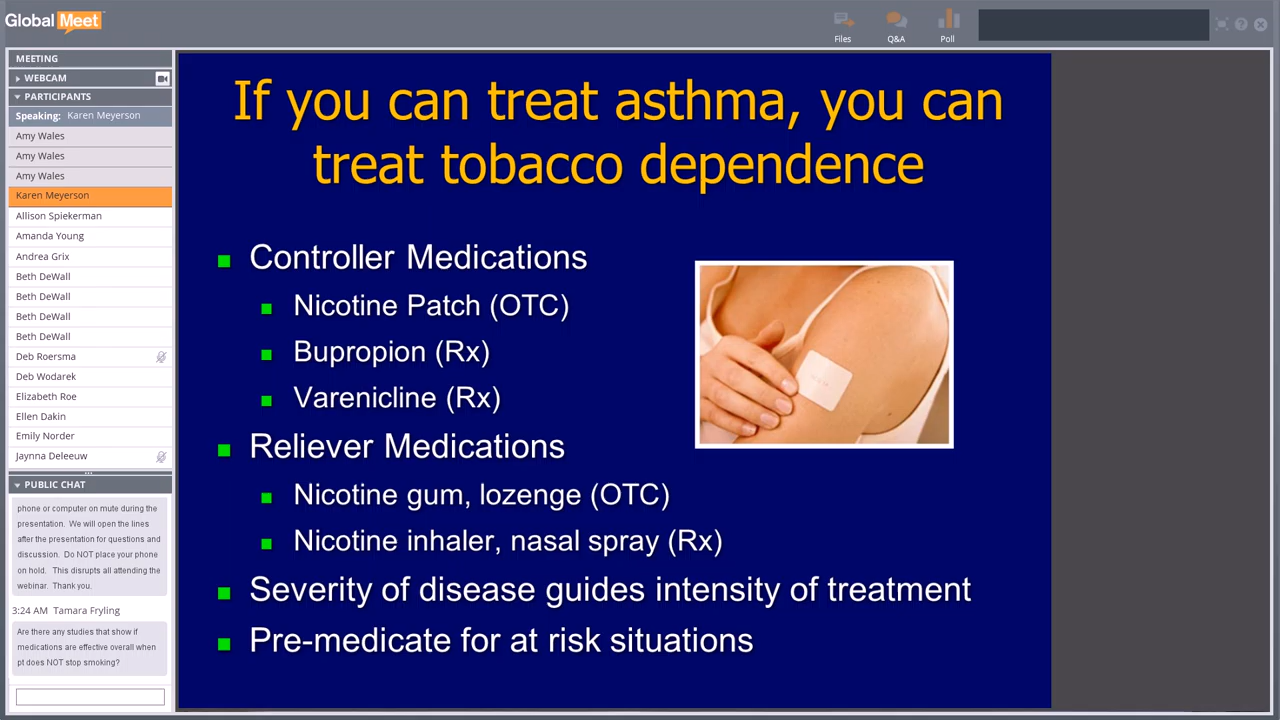 Global Meet
Files
Q&A
Poll
MEETING
WEBCAM
PARTICIPANTS
Speaking: Karen Meyerson
Amy Wales
Amy Wales
Amy Wales
Karen Meyerson
Allison Spiekerman
Amanda Young
Andrea Grix
Beth DeWall
Beth DeWall
Beth DeWall
Beth DeWall
Deb Roersma
Deb Wodarek
Elizabeth Roe
Ellen Dakin
Emily Norder
Jaynna Deleeuw
PUBLIC CHAT
phone or computer on mute during the
presentation. We will open the lines
after the presentation for questions and
discussion. Do NOT place your phone
on hold. This disrupts all attending the
webinar. Thank you.
3:24 AM Tamara Fryling
Are there any studies that show if
medications are effective overall when
pt does NOT stop smoking?
If you can treat asthma, you can
treat tobacco dependence
Controller Medications
Nicotine Patch (OTC)
Bupropion (Rx)
Varenicline (Rx)
Reliever Medications
Nicotine gum, lozenge (OTC)
Nicotine inhaler, nasal spray (Rx)
Severity of disease guides intensity of treatment
Pre-medicate for at risk situations